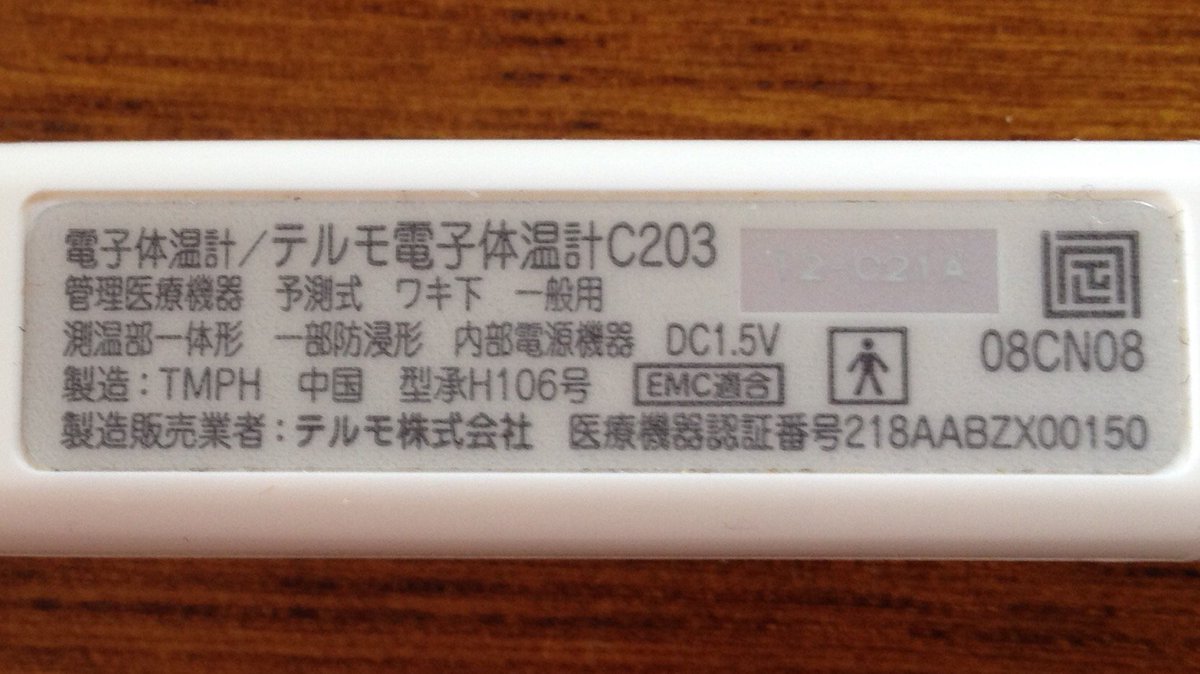 電子体温計/テルモ電子体温計C203
管理医療機器 予測式 ワキ下 一般用
測温部一体形 一部防浸形 内部電源機器 DC1.5V
08CN08
製造:TMPH 中国 型承H106号 EMC適合
製造販売業者:テルモ株式会社 医療機器認証番号218AABZX00150